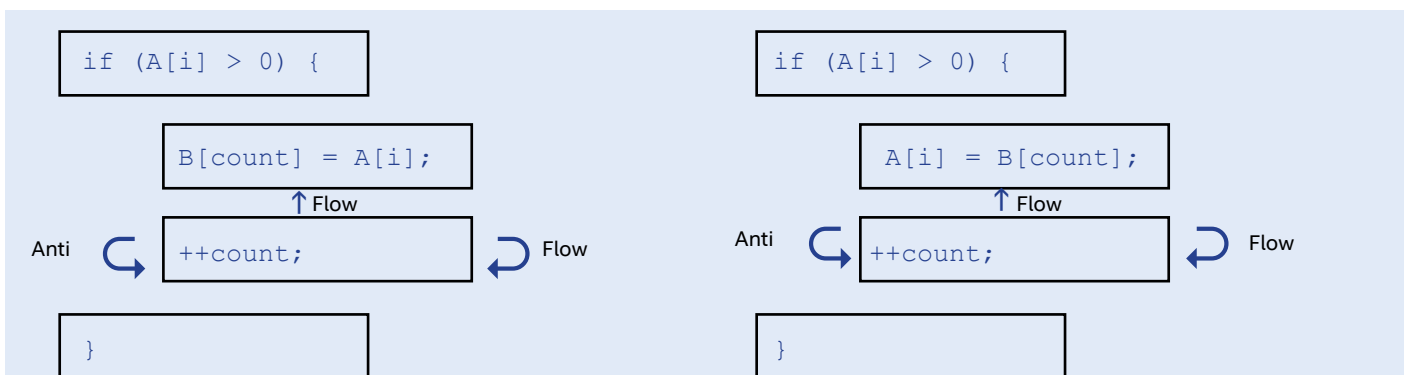 if (A[i] > 0) {
B[count] = A[i];
↑ Flow
Anti
++count;
Flow
}
if (A[i] > 0) {
A[i] = B[count];
↑ Flow
Anti
++count;
Flow
}